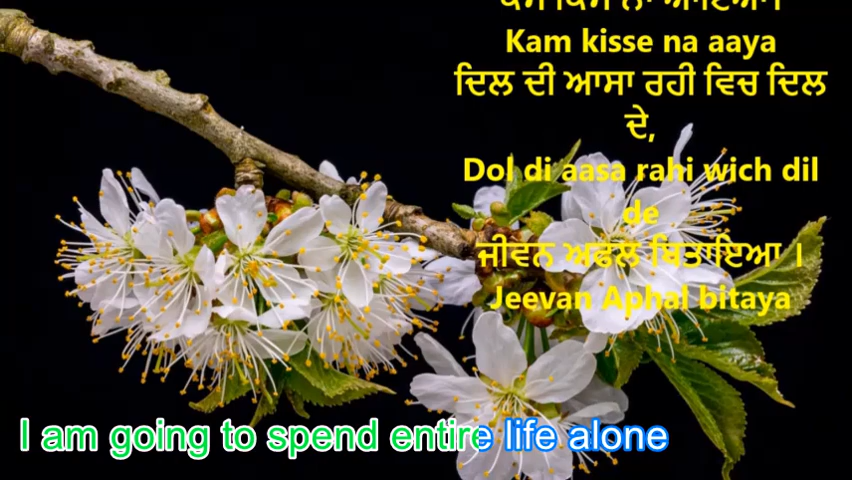 Kam kisse na aaya
ਦਿਲ ਦੀ ਆਸਾ ਰਹੀ ਵਿਚ ਦਿਲ
ਦੇ,
Dol di aasa rahi wich dil
de
ਜੀਵਨ ਅਫਲ ਬਿਤਾਇਆ ।
Jeevan Aphal bitaya
I am going to spend entire life alone